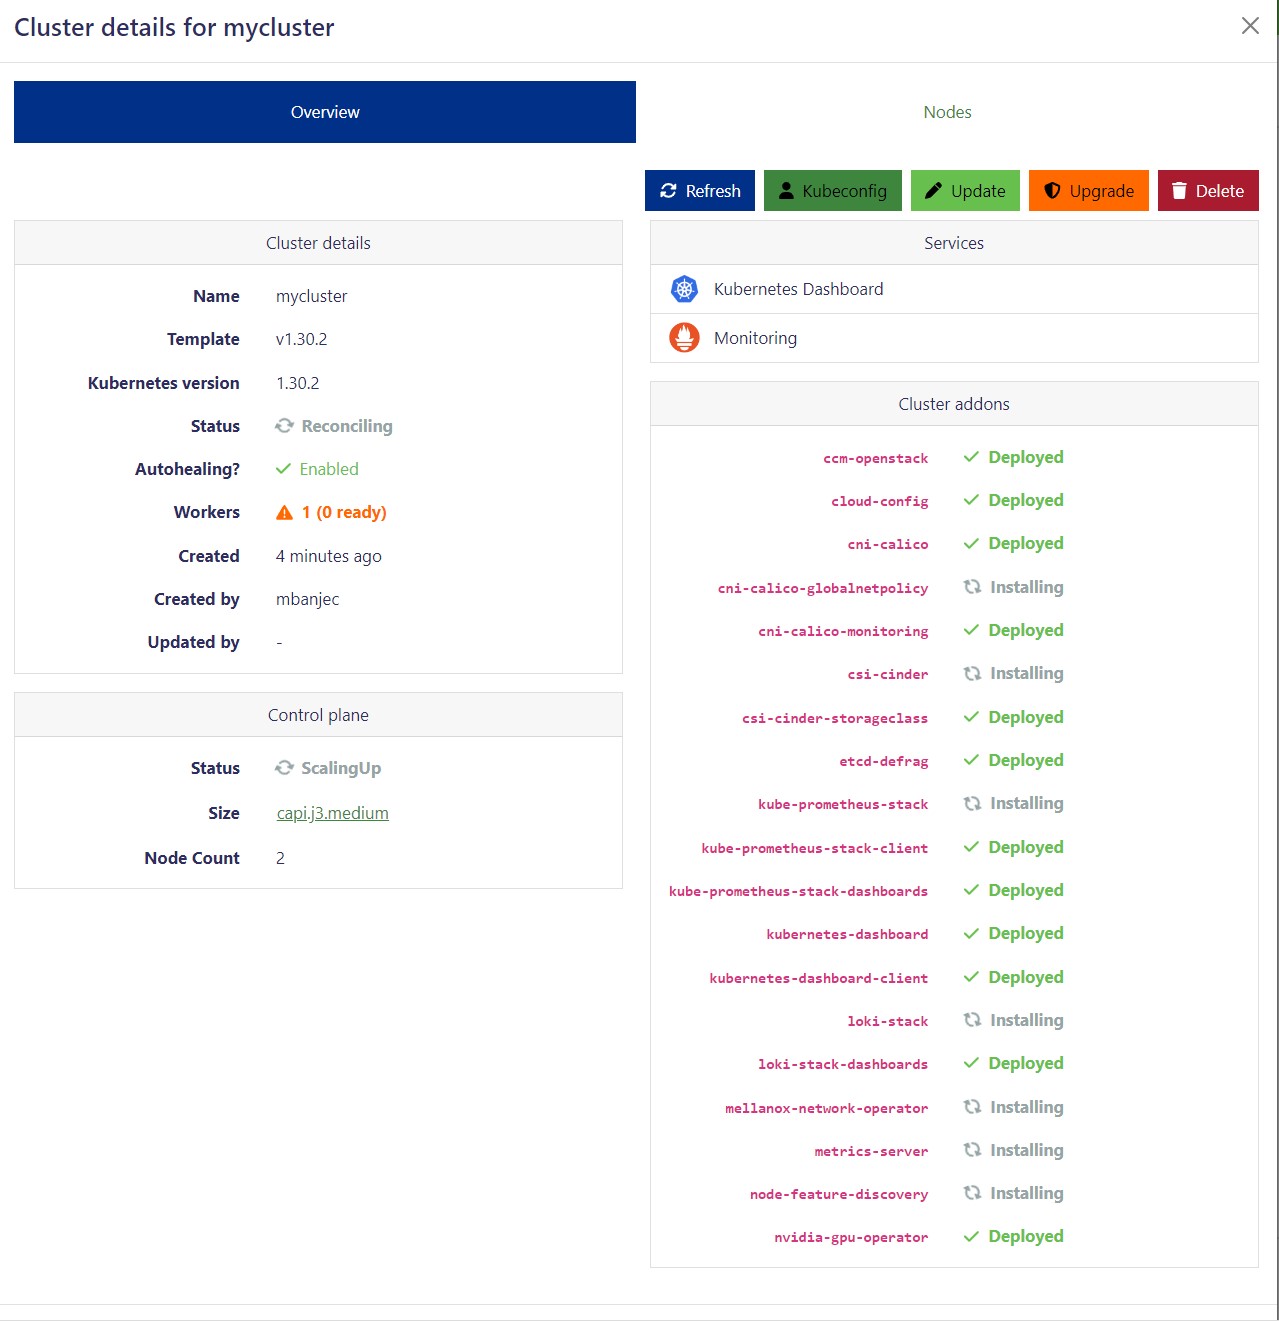 Cluster details for mycluster
Overview
Nodes
Refresh
Kubeconfig
Update
Upgrade
Delete
Cluster details
Name mycluster
Template v1.30.2
Kubernetes version 1.30.2
Status Reconciling
Autohealing? Enabled
Workers 1 (0 ready)
Created 4 minutes ago
Created by mbanjec
Updated by -
Control plane
Status ScalingUp
Size capi.j3.medium
Node Count 2
Services
Kubernetes Dashboard
Monitoring
Cluster addons
ccm-openstack Deployed
cloud-config Deployed
cni-calico Deployed
cni-calico-globalnetpolicy Installing
cni-calico-monitoring Deployed
csi-cinder Installing
csi-cinder-storageclass Deployed
etcd-defrag Deployed
kube-prometheus-stack Installing
kube-prometheus-stack-client Deployed
kube-prometheus-stack-dashboards Deployed
kubernetes-dashboard Deployed
kubernetes-dashboard-client Deployed
loki-stack Installing
loki-stack-dashboards Deployed
mellanox-network-operator Installing
metrics-server Installing
node-feature-discovery Installing
nvidia-gpu-operator Deployed